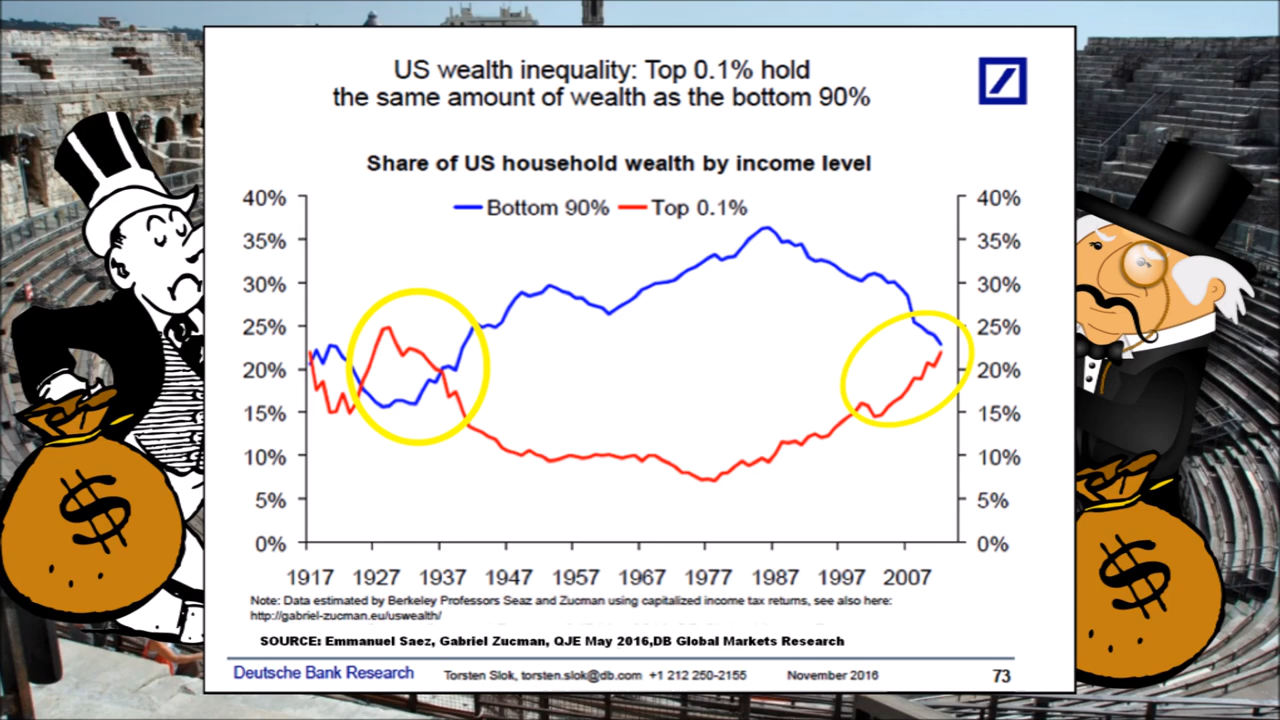 US wealth inequality: Top 0.1% hold
the same amount of wealth as the bottom 90%
Share of US household wealth by income level
40% 40%
Bottom 90% Top 0.1%
35% 35%
30% 30%
25% 25%
20% 20%
15% 15%
10% 10%
5% 5%
0% 0%
1917 1927 1937 1947 1957 1967 1977 1987 1997 2007
Note: Data estimated by Berkeley Professors Seaz and Zucman using capitalized income tax returns, see also here:
http://gabriel-zucman.eu/uswealth/
SOURCE: Emmanuel Saez, Gabriel Zucman, QJE May 2016,DB Global Markets Research
Deutsche Bank Research Torsten Slok, torsten.slok@db.com +1 212 250-2155 November 2016 73
$ $